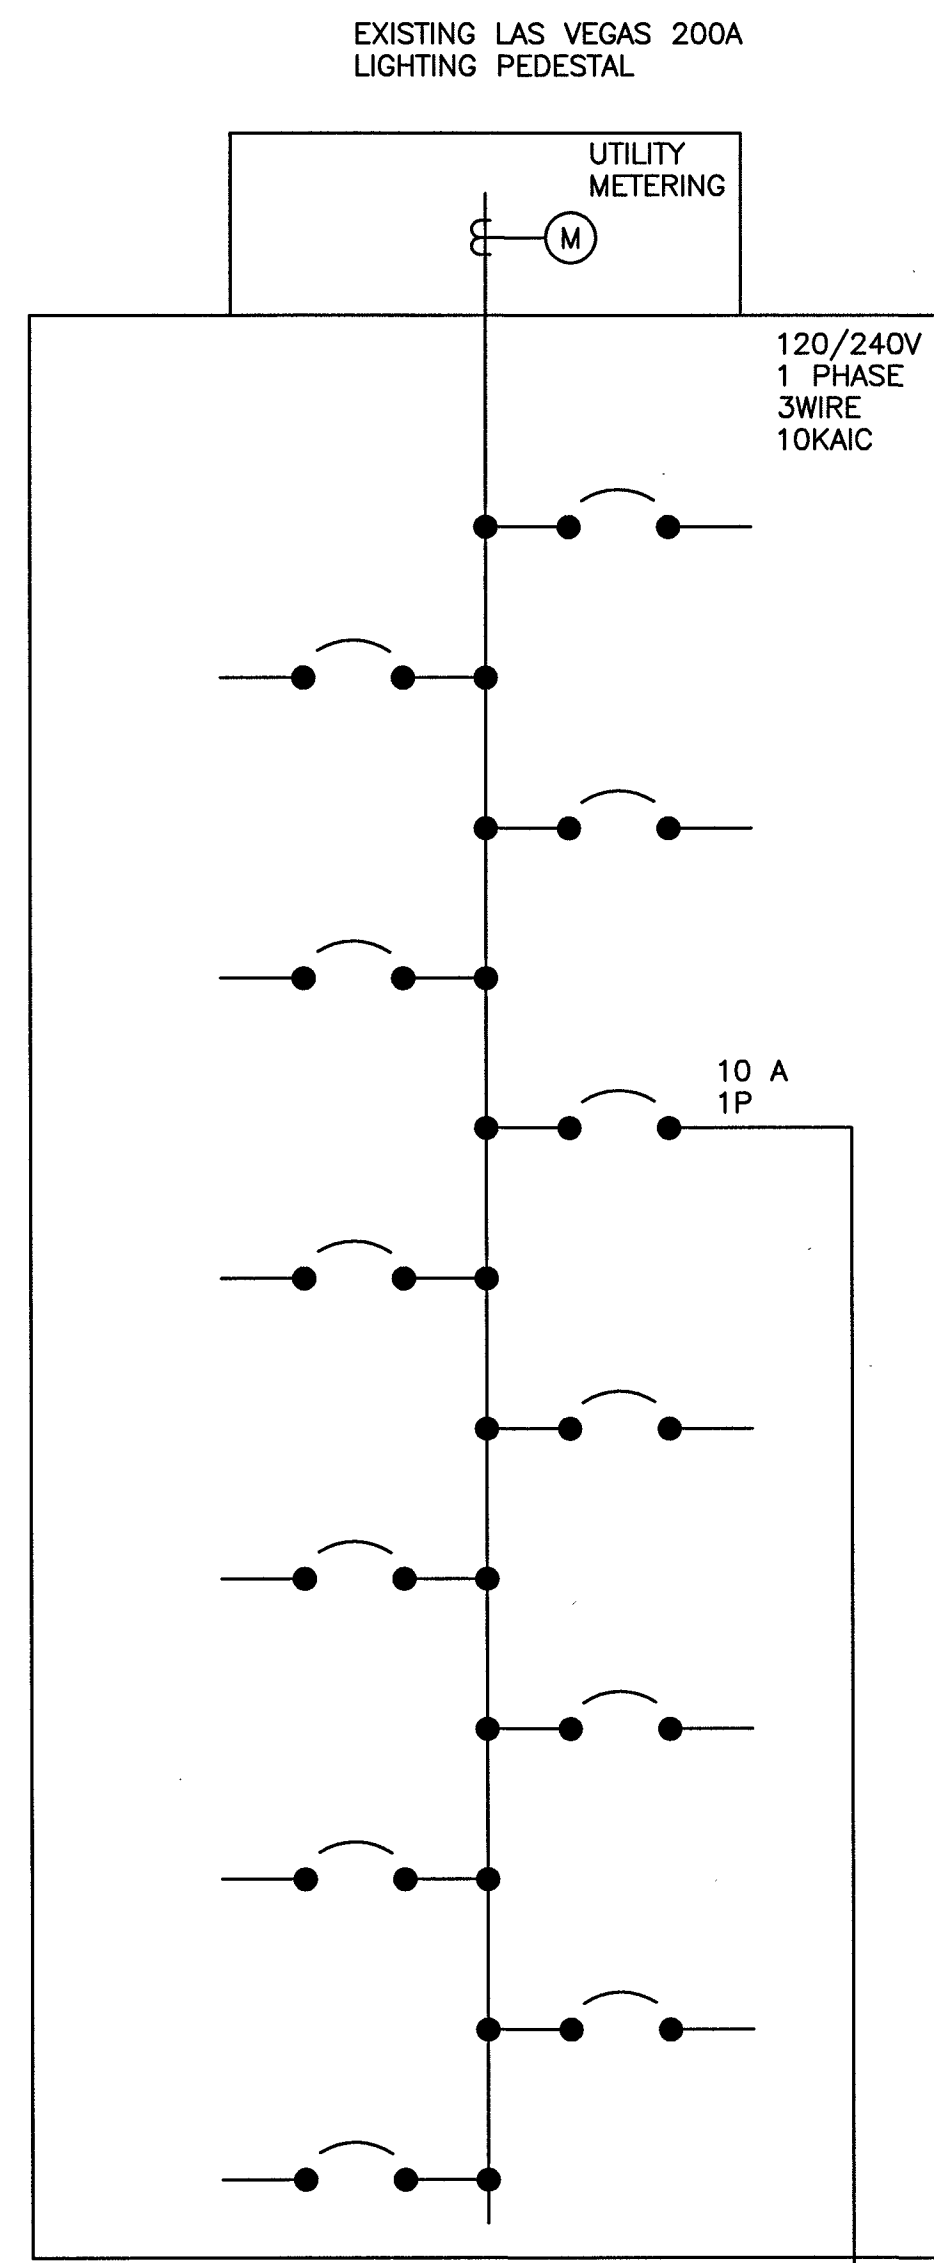 EXISTING LAS VEGAS 200A
LIGHTING PEDESTAL
UTILITY
METERING
M
120/240V
1 PHASE
3WIRE
10KAIC
10 A
1P